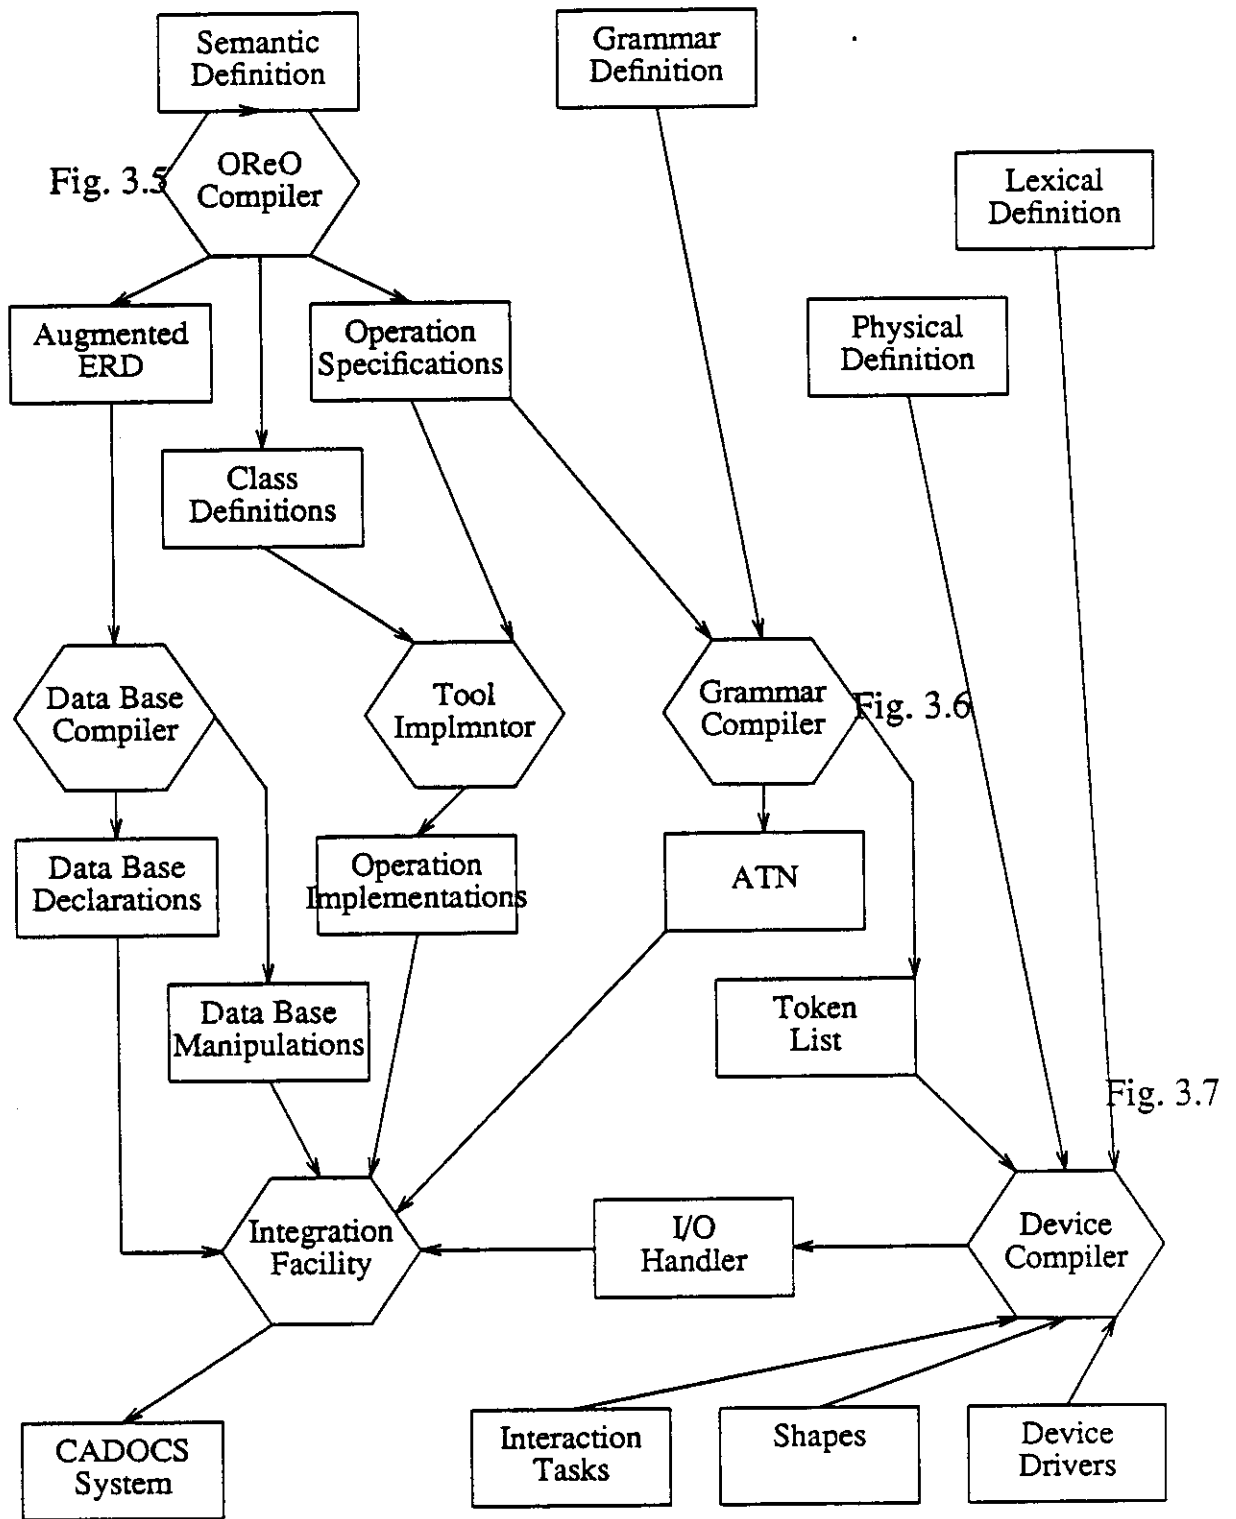 Semantic
Definition
Grammar
Definition
Fig. 3.5
OReO
Compiler
Lexical
Definition
Augmented
ERD
Operation
Specifications
Physical
Definition
Class
Definitions
Data Base
Compiler
Tool
Implmntor
Grammar
Compiler
Fig. 3.6
Data Base
Declarations
Operation
Implementations
ATN
Data Base
Manipulations
Token
List
Fig. 3.7
Integration
Facility
I/O
Handler
Device
Compiler
CADOCS
System
Interaction
Tasks
Shapes
Device
Drivers